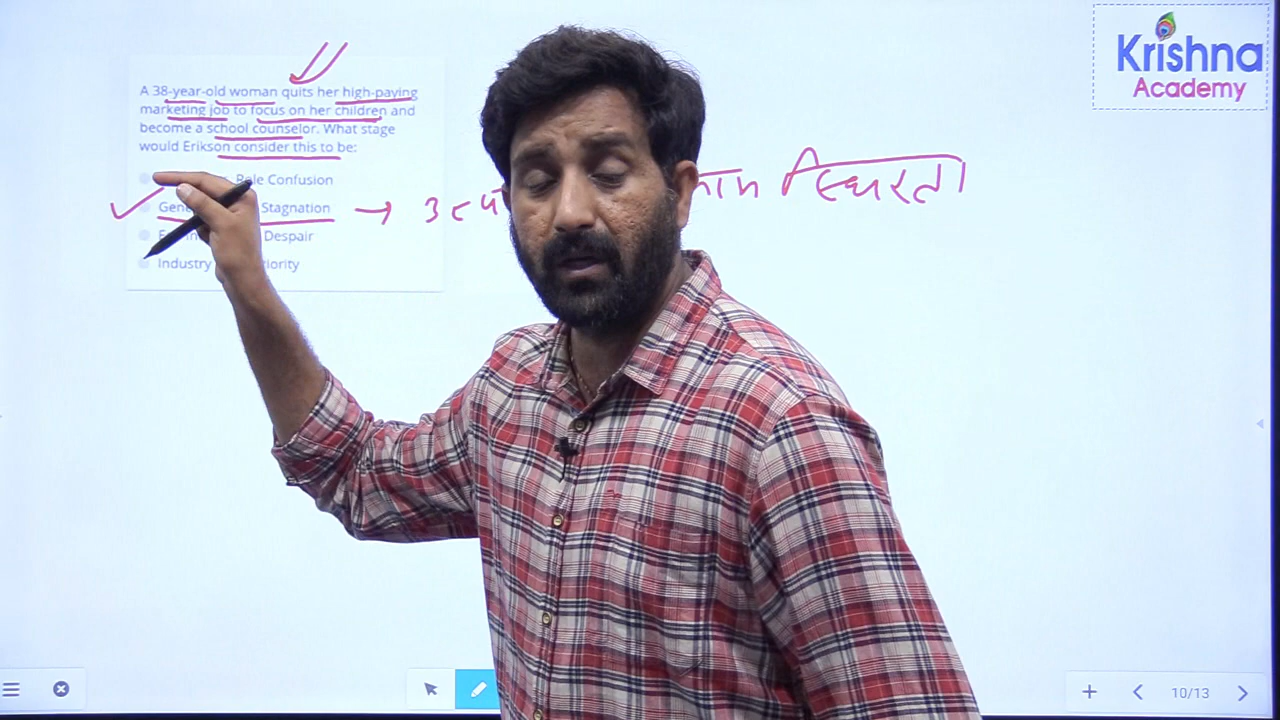 Krishna
Academy
A 38-year-old woman quits her high-paying
marketing job to focus on her children and
become a school counselor. What stage
would Erikson consider this to be:
Role Confusion
Stagnation
Despair
Industry
10/13